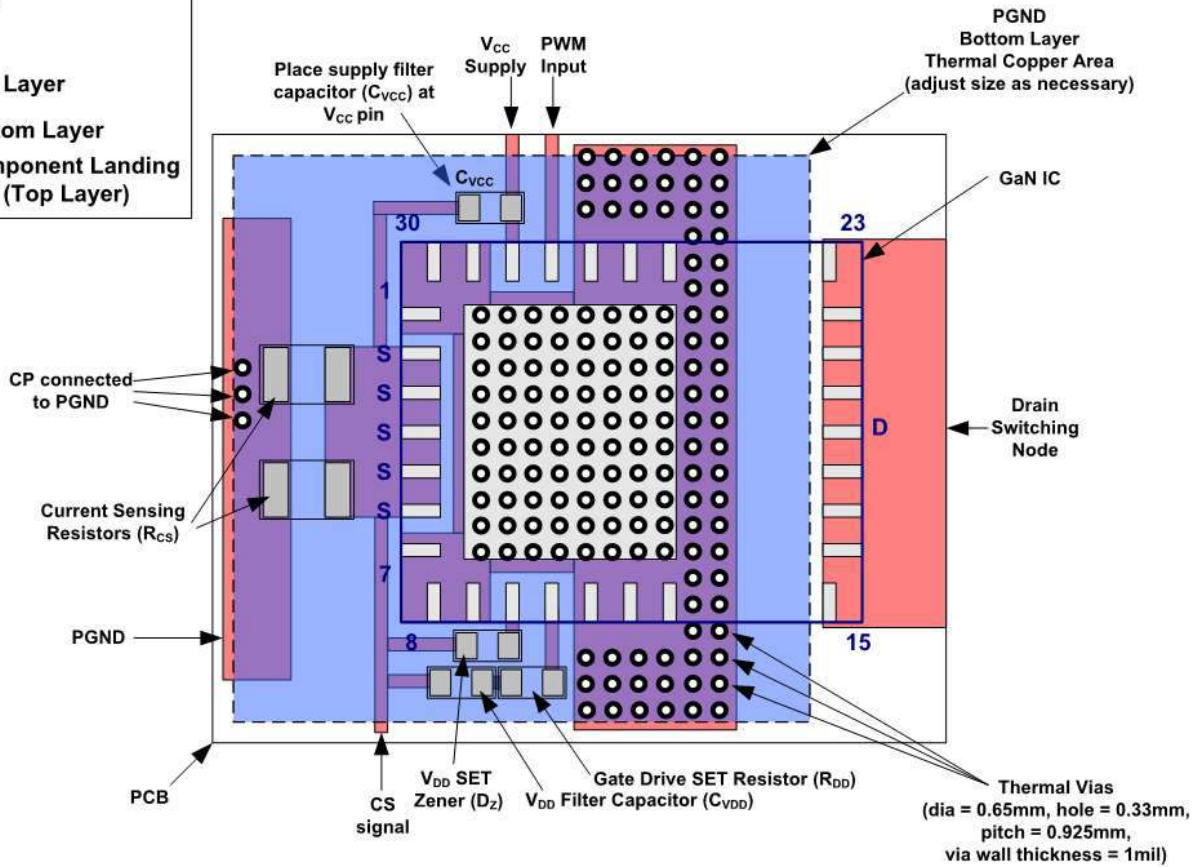 Layer
om Layer
mponent Landing
(Top Layer)
Place supply filter
capacitor (CVCC) at
VCC pin
VCC
Supply
PWM
Input
PGND
Bottom Layer
Thermal Copper Area
(adjust size as necessary)
CVCC
GaN IC
30
23
1
S
S
S
S
S
D
7
8
15
CP connected
to PGND
Drain
Switching
Node
Current Sensing
Resistors (RCS)
PGND
PCB
CS
signal
VDD SET
Zener (DZ)
VDD Filter Capacitor (CVDD)
Gate Drive SET Resistor (RDD)
Thermal Vias
(dia = 0.65mm, hole = 0.33mm,
pitch = 0.925mm,
via wall thickness = 1mil)